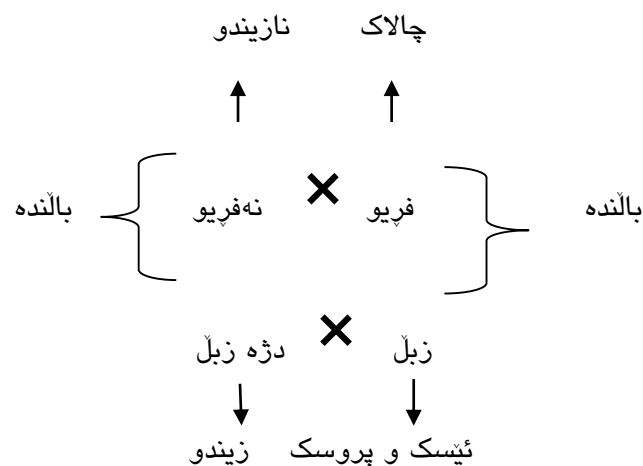 چالاک نازیندو
باڵندە فڕیو نەفڕیو باڵندە
زبڵ دژە زبڵ
ئێسک و پروسک زیندو